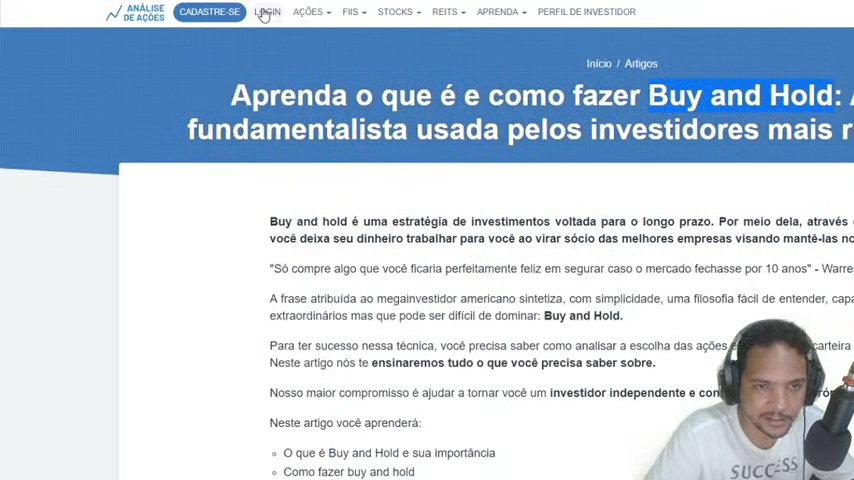 ANÁLISE
DE AÇÕES
CADASTRE-SE LOGIN AÇÕES FIIS STOCKS REITS APRENDA PERFIL DE INVESTIDOR
Início / Artigos
Aprenda o que é e como fazer Buy and Hold:
fundamentalista usada pelos investidores mais
Buy and hold é uma estratégia de investimentos voltada para o longo prazo. Por meio dela, através
você deixa seu dinheiro trabalhar para você ao virar sócio das melhores empresas visando mantê-las
"Só compre algo que você ficaria perfeitamente feliz em segurar caso o mercado fechasse por 10 anos" -
A frase atribuída ao megainvestidor americano sintetiza, com simplicidade, uma filosofia fácil de entender,
extraordinários mas que pode ser difícil de dominar: Buy and Hold.
Para ter sucesso nessa técnica, você precisa saber como analisar a escolha das ações carteira
Neste artigo nós te ensinaremos tudo o que você precisa saber sobre.
Nosso maior compromisso é ajudar a tornar você um investidor independente e
Neste artigo você aprenderá:
O que é Buy and Hold e sua importância
Como fazer buy and hold
SUCCESS